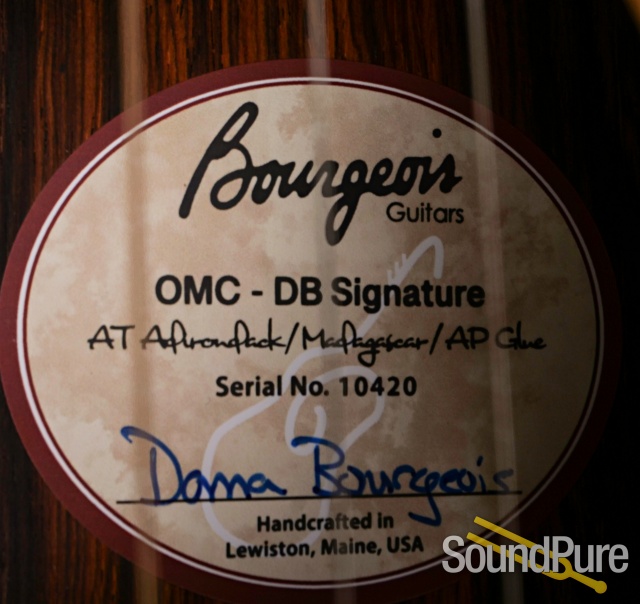 Bourgeois
Guitars
OMC - DB Signature
AT Adirondack/Madagascar/AP Glue
Serial No. 10420
Dana Bourgeois
Handcrafted in
Lewiston, Maine, USA
SoundPure